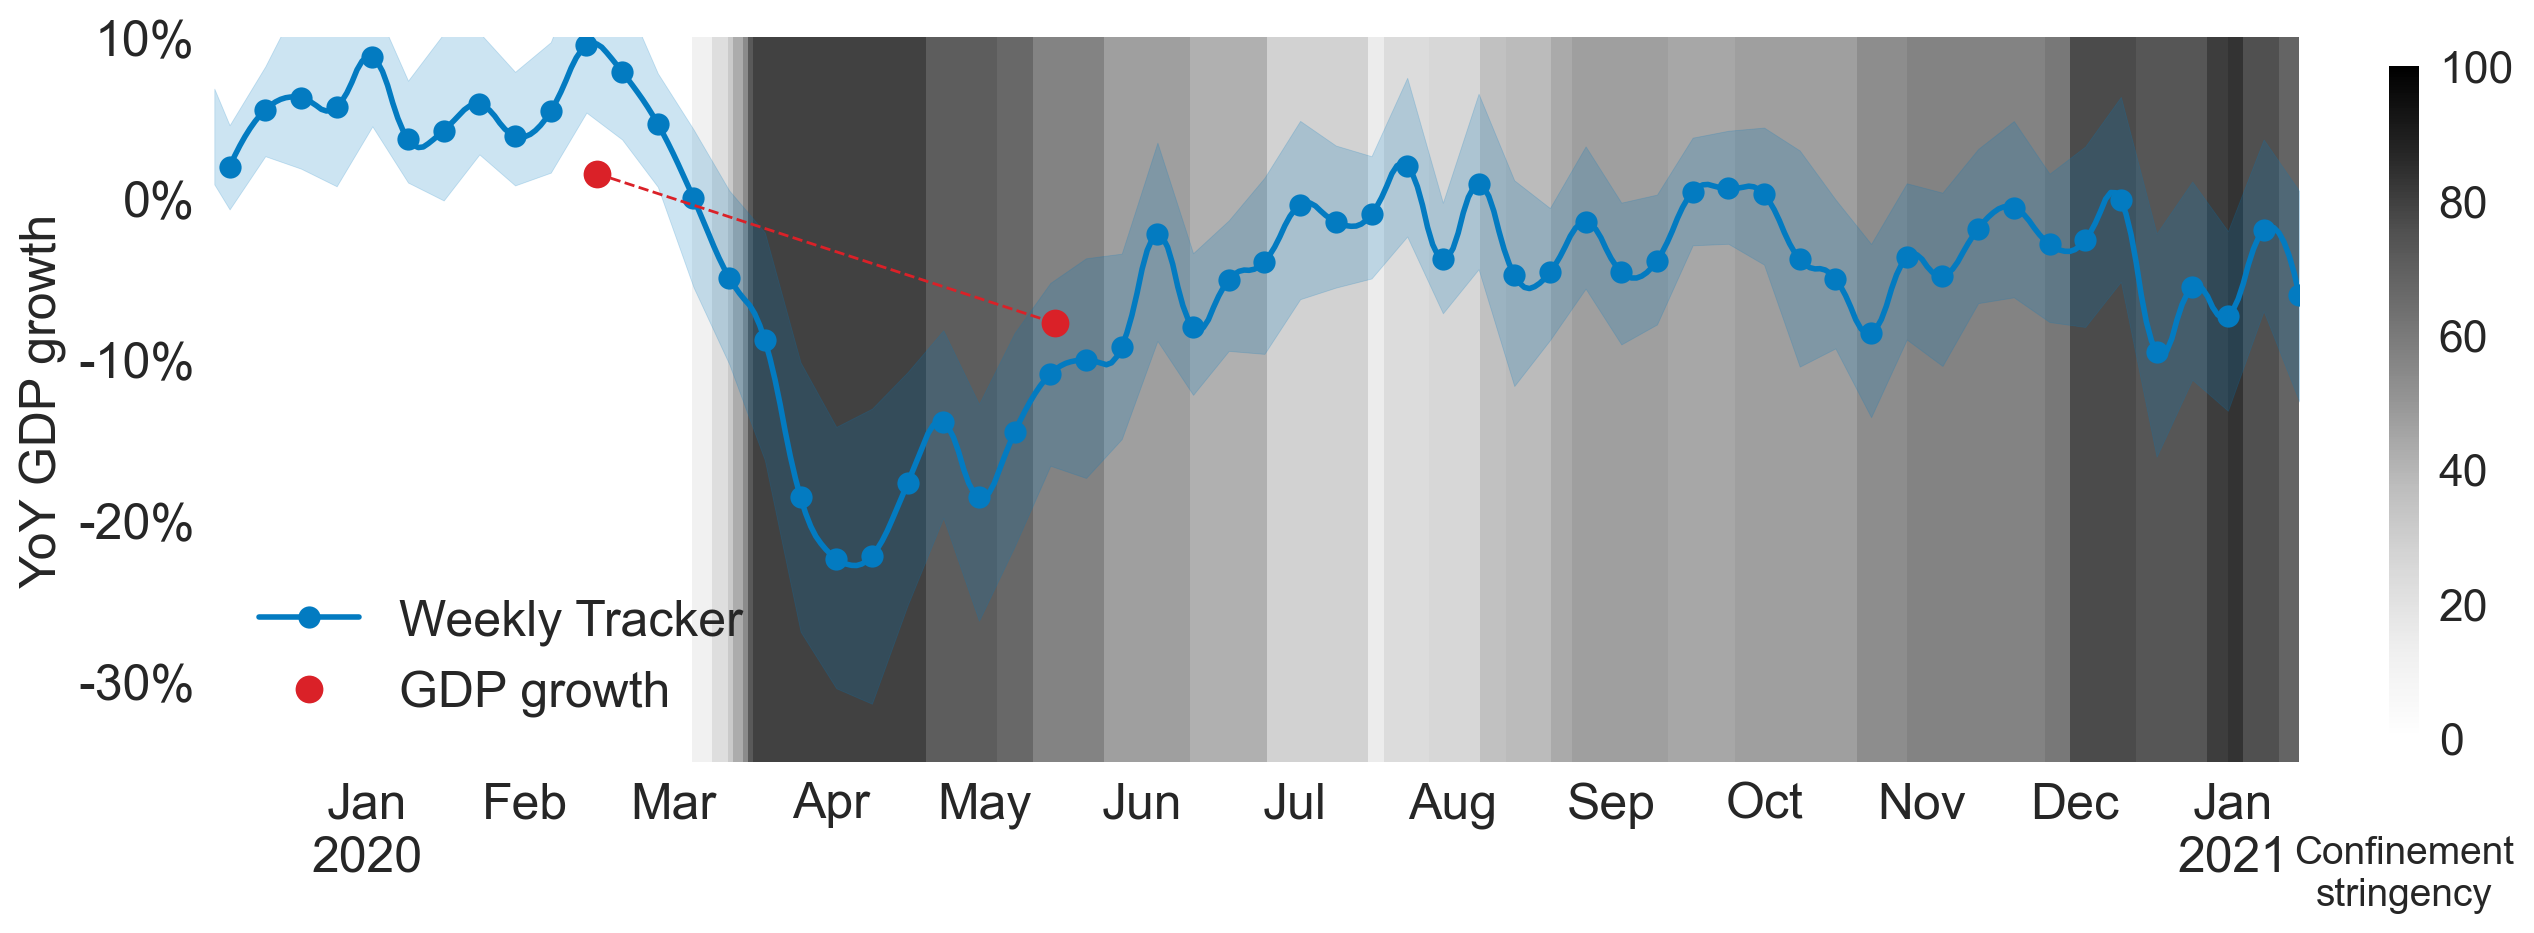 10%
0%
-10%
-20%
-30%
YoY GDP growth
Weekly Tracker
GDP growth
Jan Feb Mar Apr May Jun Jul Aug Sep Oct Nov Dec Jan
2020 2021
100
80
60
40
20
0
Confinement
stringency